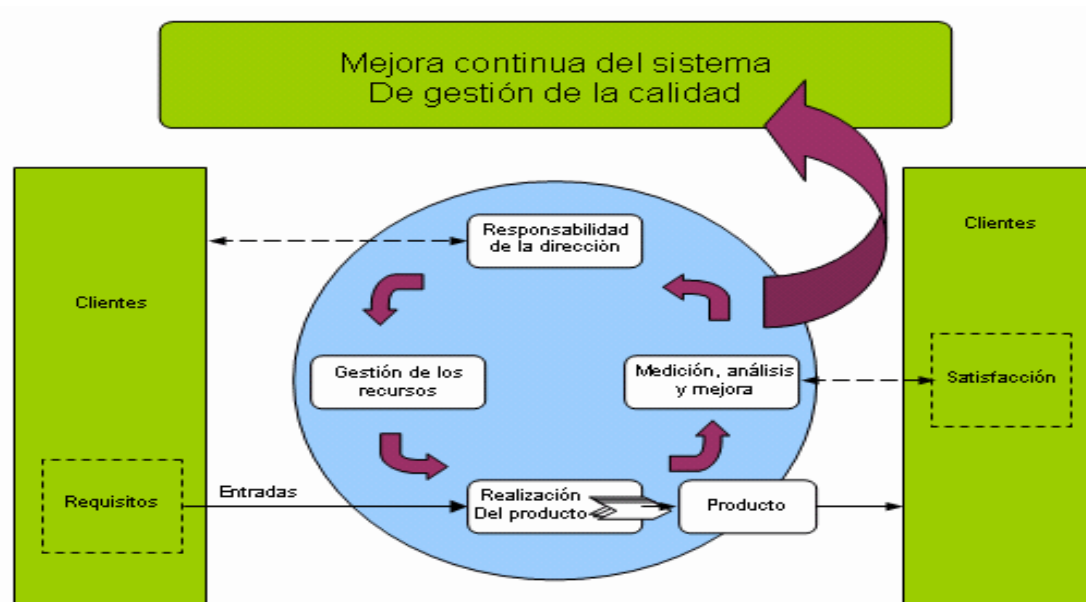 Mejora continua del sistema
De gestión de la calidad
Clientes
Requisitos
Entradas
Responsabilidad
de la dirección
Gestión de los
recursos
Medición, análisis
y mejora
Realización
Del producto
Producto
Clientes
Satisfacción